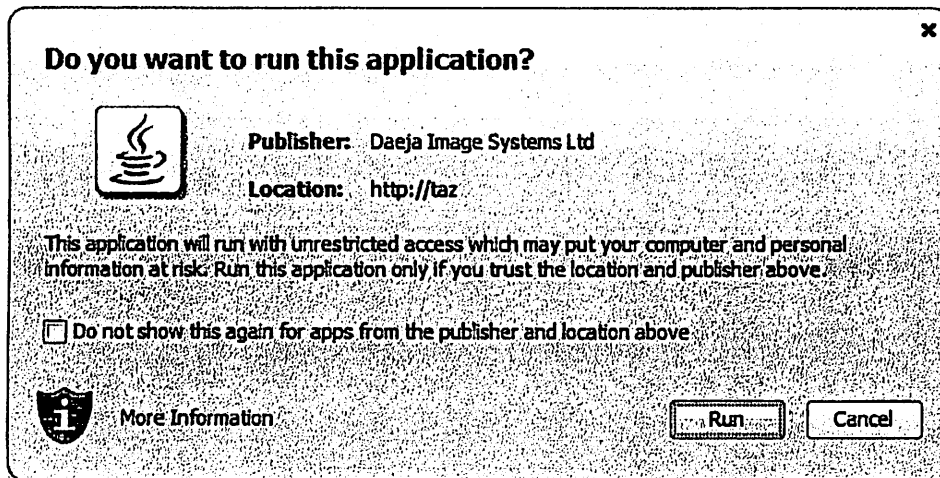 Do you want to run this application?
Publisher: Daeja Image Systems Ltd
Location: http://taz
This application will run with unrestricted access which may put your computer and personal
information at risk. Run this application only if you trust the location and publisher above.
Do not show this again for apps from the publisher and location above
More Information
Run
Cancel